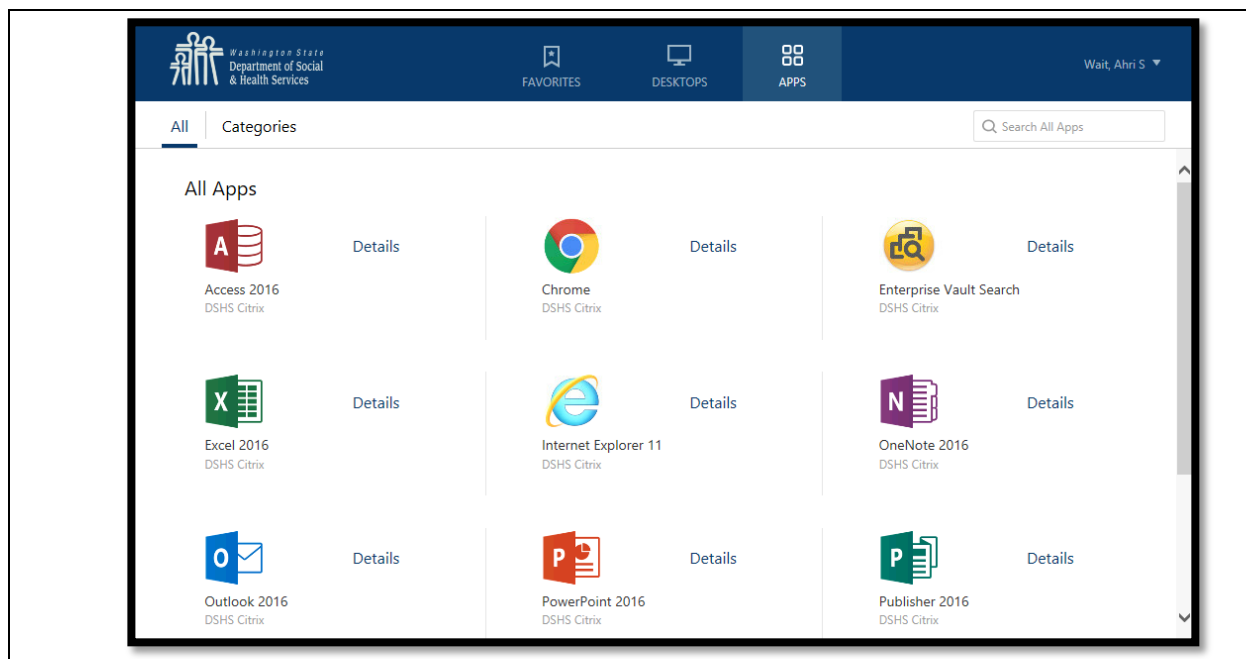 Washington State
Department of Social
& Health Services
FAVORITES
DESKTOPS
APPS
Wait, Ahri S
All
Categories
Search All Apps
All Apps
A
Details
Details
Details
Access 2016
Chrome
Enterprise Vault Search
DSHS Citrix
DSHS Citrix
DSHS Citrix
X
Details
Details
N
Details
Excel 2016
Internet Explorer 11
OneNote 2016
DSHS Citrix
DSHS Citrix
DSHS Citrix
O
Details
P
Details
P
Details
Outlook 2016
PowerPoint 2016
Publisher 2016
DSHS Citrix
DSHS Citrix
DSHS Citrix